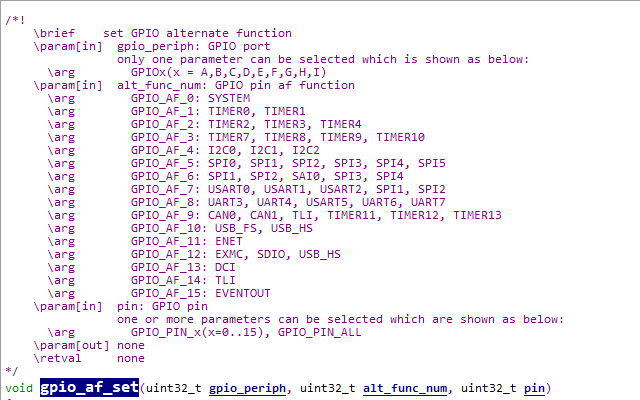 /*!
\brief set GPIO alternate function
\param[in] gpio_periph: GPIO port
only one parameter can be selected which is shown as below:
\arg GPIOx(x = A,B,C,D,E,F,G,H,I)
\param[in] alt_func_num: GPIO pin af function
\arg GPIO_AF_0: SYSTEM
\arg GPIO_AF_1: TIMER0, TIMER1
\arg GPIO_AF_2: TIMER2, TIMER3, TIMER4
\arg GPIO_AF_3: TIMER7, TIMER8, TIMER9, TIMER10
\arg GPIO_AF_4: I2C0, I2C1, I2C2
\arg GPIO_AF_5: SPI0, SPI1, SPI2, SPI3, SPI4, SPI5
\arg GPIO_AF_6: SPI1, SPI2, SAI0, SPI3, SPI4
\arg GPIO_AF_7: USART0, USART1, USART2, SPI1, SPI2
\arg GPIO_AF_8: UART3, UART4, USART5, UART6, UART7
\arg GPIO_AF_9: CAN0, CAN1, TLI, TIMER11, TIMER12, TIMER13
\arg GPIO_AF_10: USB_FS, USB_HS
\arg GPIO_AF_11: ENET
\arg GPIO_AF_12: EXMC, SDIO, USB_HS
\arg GPIO_AF_13: DCI
\arg GPIO_AF_14: TLI
\arg GPIO_AF_15: EVENTOUT
\param[in] pin: GPIO pin
one or more parameters can be selected which are shown as below:
\arg GPIO_PIN_x(x=0..15), GPIO_PIN_ALL
\param[out] none
\retval none
*/
void gpio_af_set(uint32_t gpio_periph, uint32_t alt_func_num, uint32_t pin)